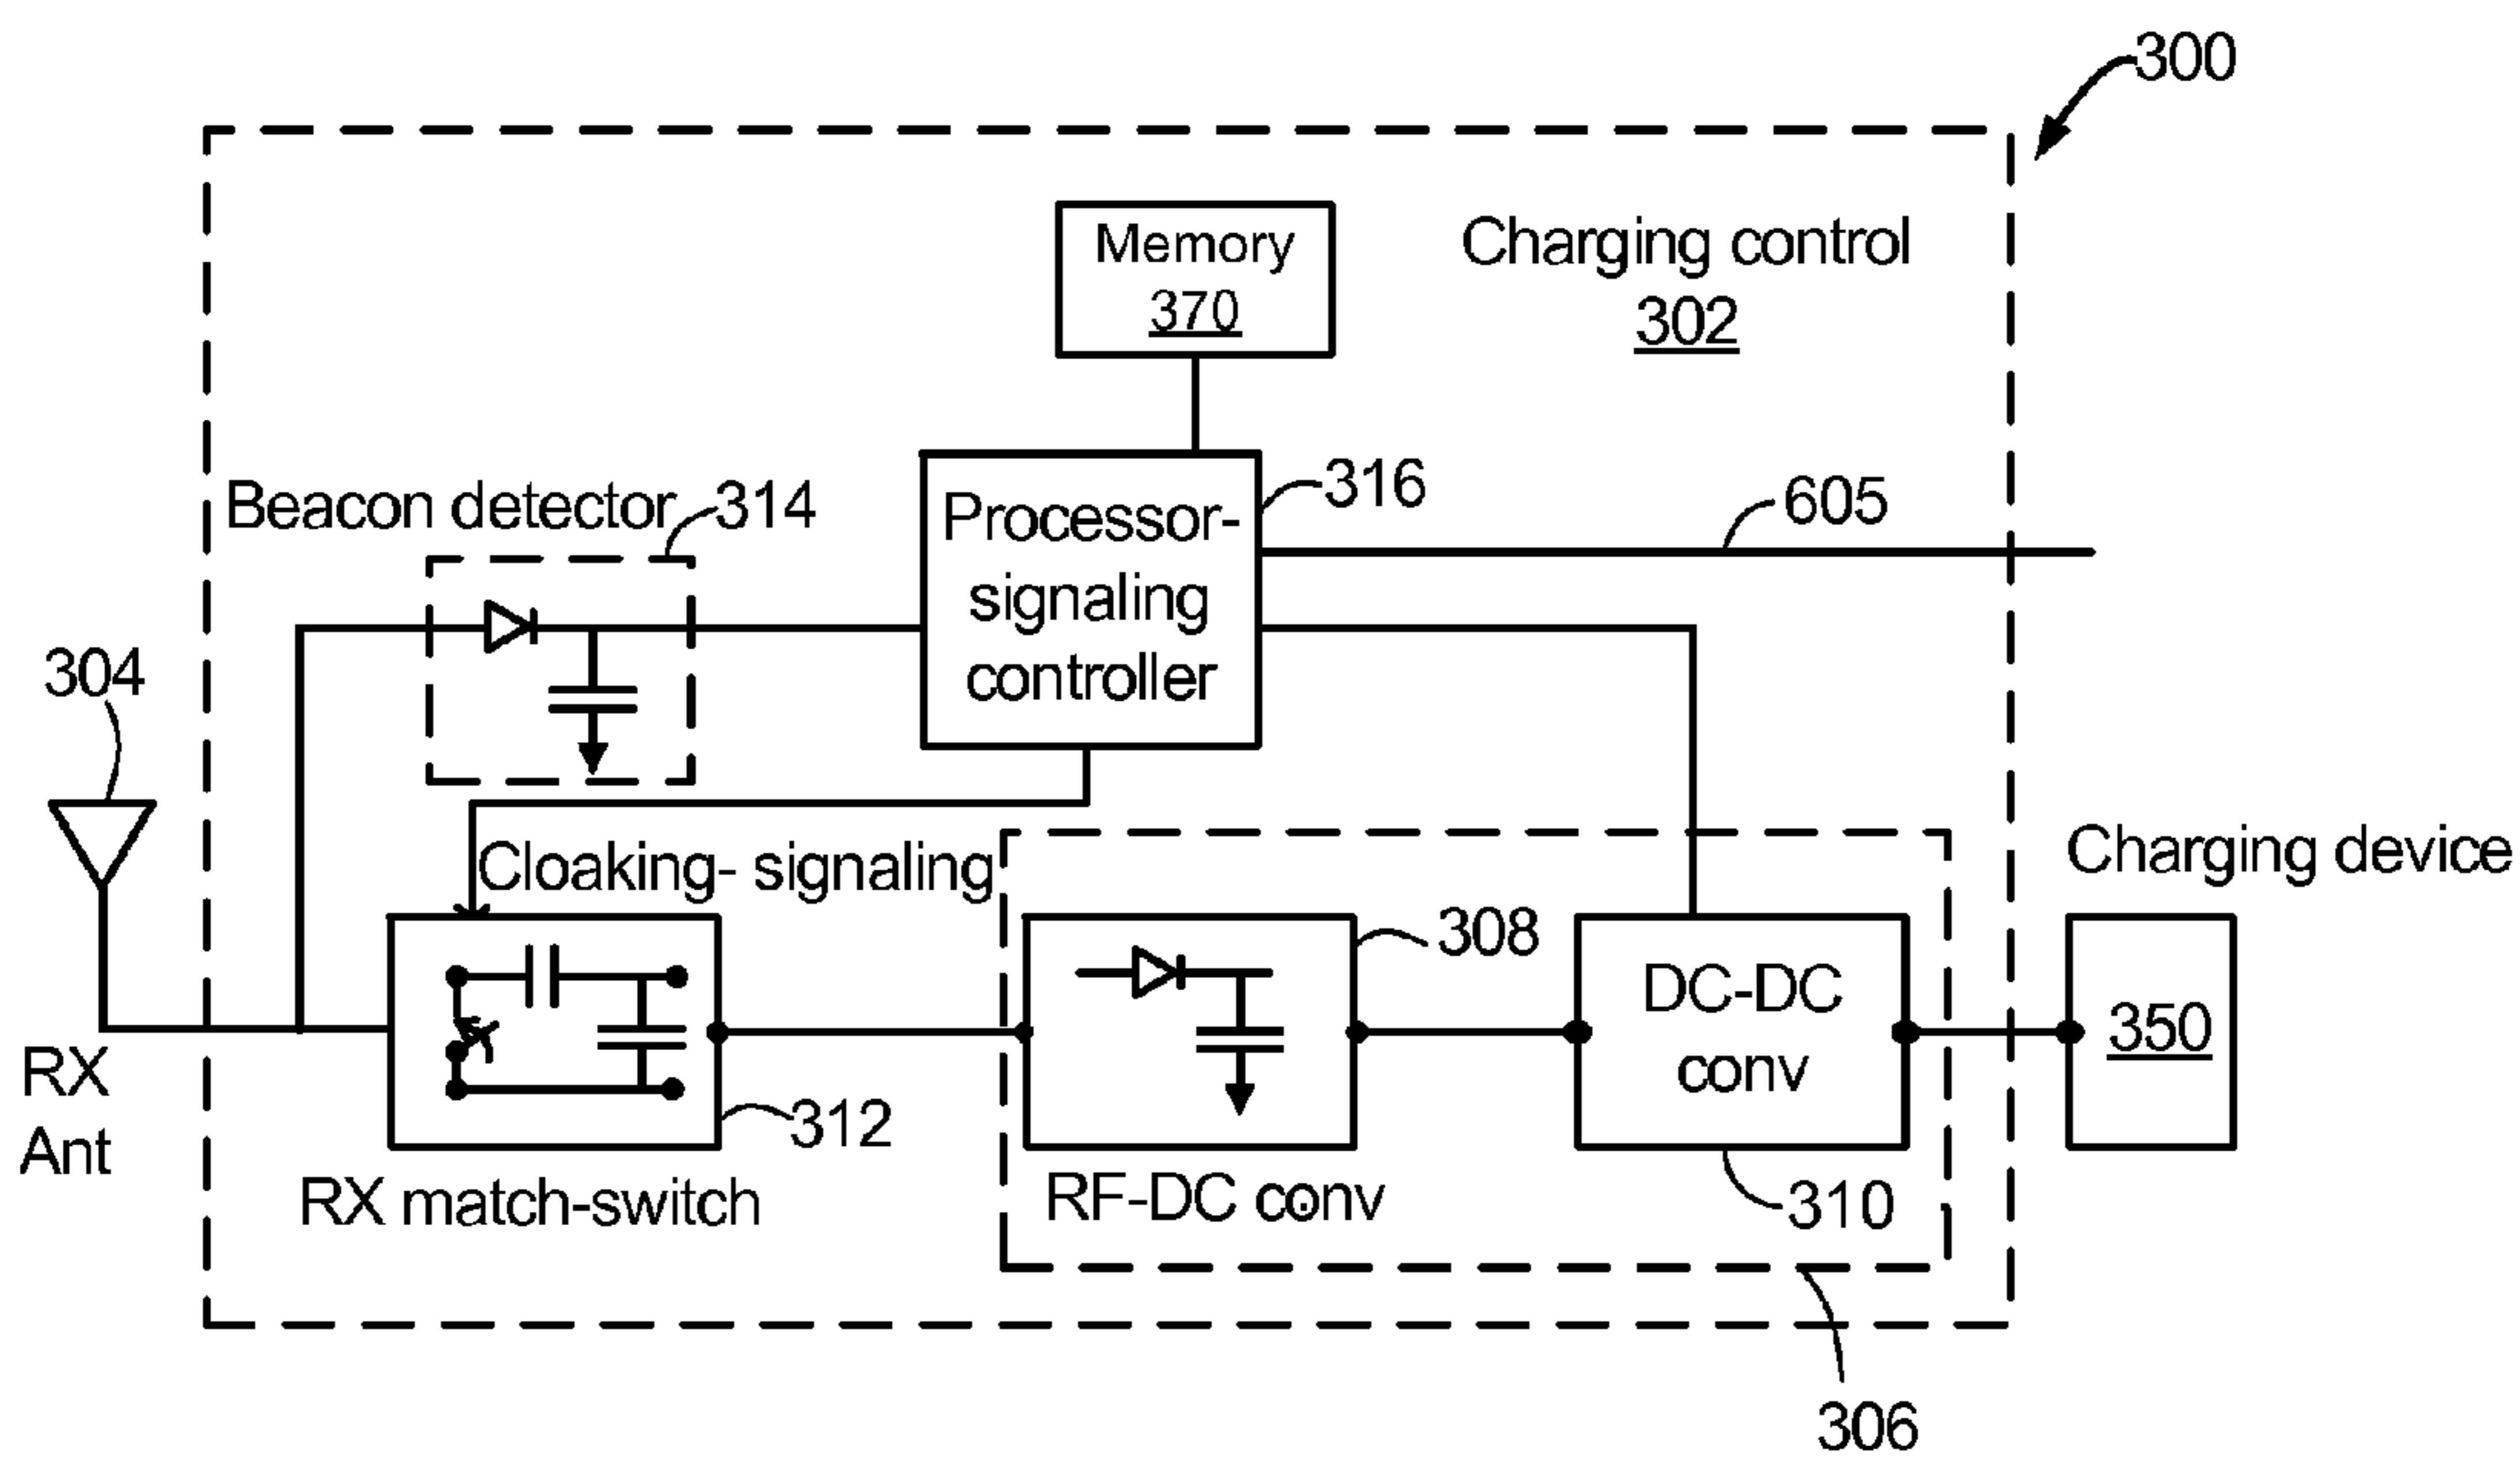 300
Memory
370
Charging control
302
Beacon detector
314
Processor-
signaling
controller
316
605
304
Cloaking- signaling
Charging device
308
DC-DC
conv
350
RX
Ant
312
RX match-switch
RF-DC conv
310
306